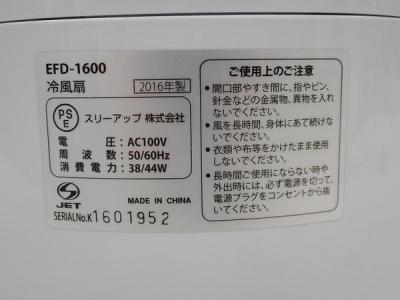 EFD-1600
冷風扇 2016年製
PS
E
スリーアップ 株式会社
電圧:AC100V
周波数:50/60Hz
消費電力:38/44W
S
JET
MADE IN CHINA
SERIALNo.K1601952
ご使用上のご注意
•開口部やすき間に、指やピン、
針金などの金属物、異物を入れ
ないでください。
•風を長時間、身体にあて続けな
いでください。
•衣類や布等をかけたまま使用
しないでください。
•長時間ご使用にならない時や
外出時には、必ず電源を切って、
電源プラグをコンセントから抜
いてください。